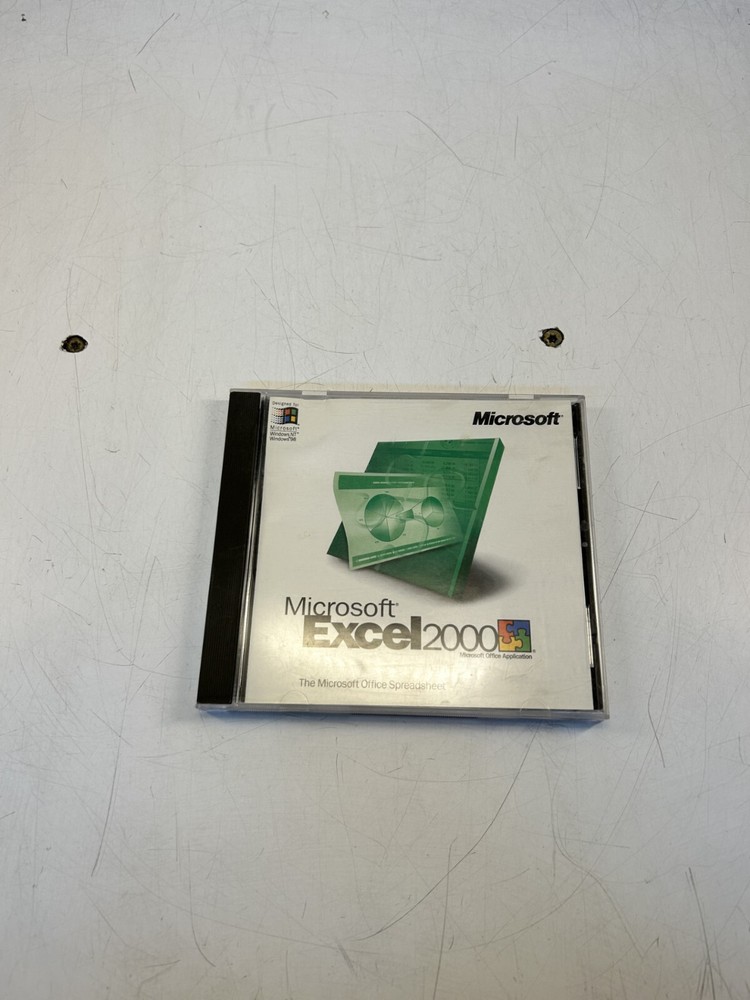 Designed for
Microsoft®
Windows NT®
Windows®98
Microsoft®
Microsoft®
Excel2000
Microsoft Office Application
The Microsoft Office Spreadsheet